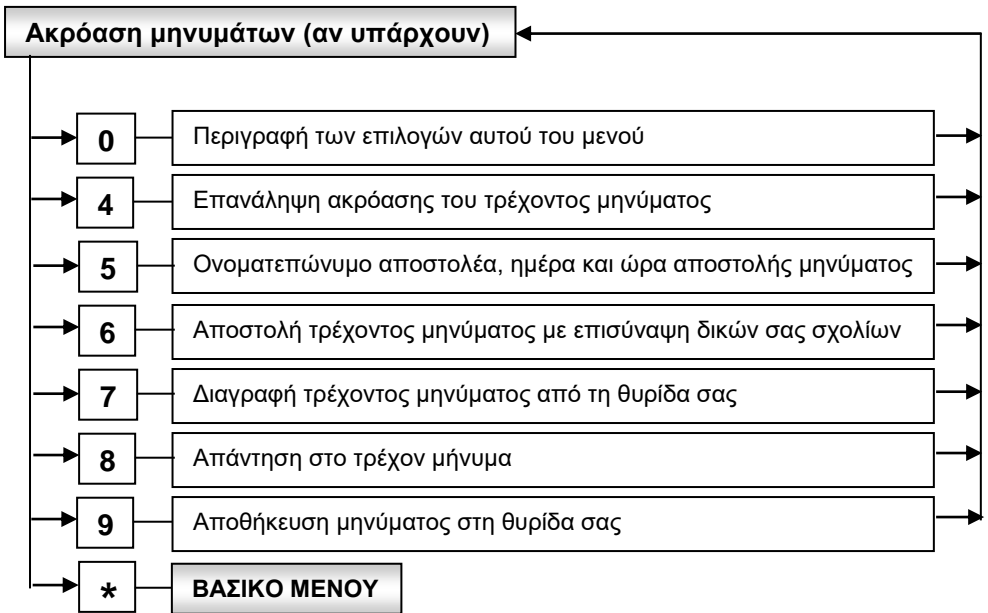 Ακρόαση μηνυμάτων (αν υπάρχουν)
0 Περιγραφή των επιλογών αυτού του μενού
4 Επανάληψη ακρόασης του τρέχοντος μηνύματος
5 Ονοματεπώνυμο αποστολέα, ημέρα και ώρα αποστολής μηνύματος
6 Αποστολή τρέχοντος μηνύματος με επισύναψη δικών σας σχολίων
7 Διαγραφή τρέχοντος μηνύματος από τη θυρίδα σας
8 Απάντηση στο τρέχον μήνυμα
9 Αποθήκευση μηνύματος στη θυρίδα σας
* ΒΑΣΙΚΟ ΜΕΝΟΥ